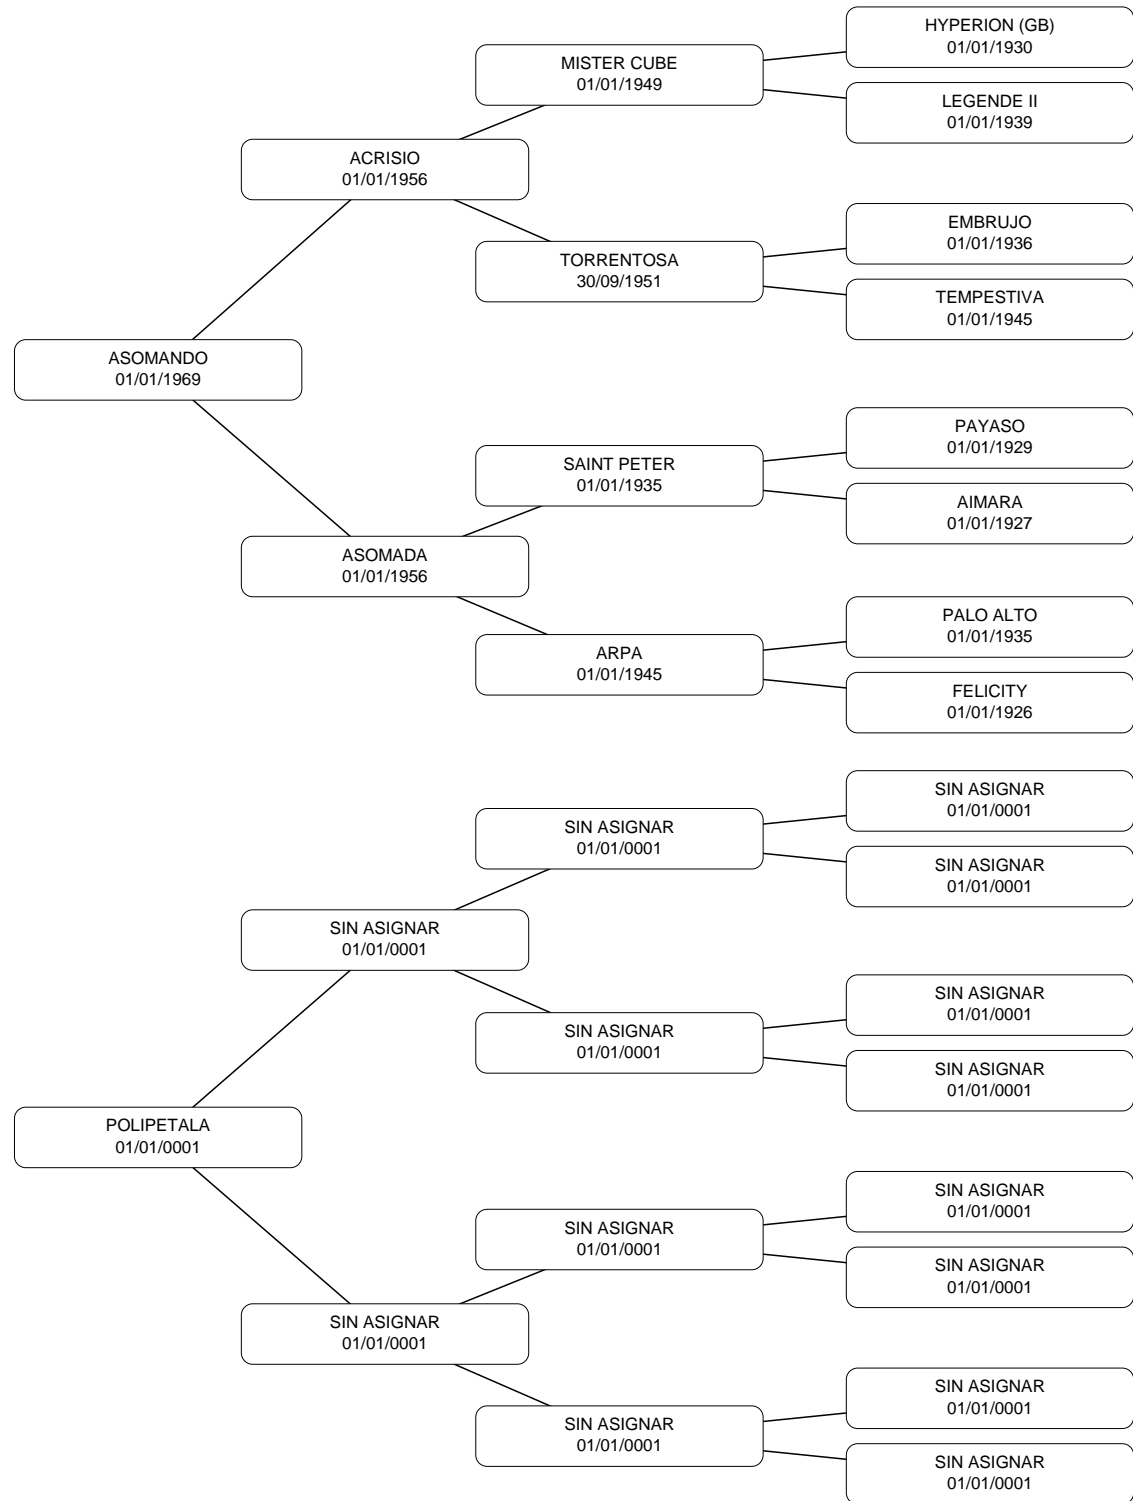 HYPERION (GB)
01/01/1930
MISTER CUBE
01/01/1949
LEGENDE II
01/01/1939
ACRISIO
01/01/1956
EMBRUJO
01/01/1936
TORRENTOSA
30/09/1951
TEMPESTIVA
01/01/1945
ASOMANDO
01/01/1969
PAYASO
01/01/1929
SAINT PETER
01/01/1935
AIMARA
01/01/1927
ASOMADA
01/01/1956
PALO ALTO
01/01/1935
ARPA
01/01/1945
FELICITY
01/01/1926
SIN ASIGNAR
01/01/0001
SIN ASIGNAR
01/01/0001
SIN ASIGNAR
01/01/0001
SIN ASIGNAR
01/01/0001
SIN ASIGNAR
01/01/0001
SIN ASIGNAR
01/01/0001
SIN ASIGNAR
01/01/0001
POLIPETALA
01/01/0001
SIN ASIGNAR
01/01/0001
SIN ASIGNAR
01/01/0001
SIN ASIGNAR
01/01/0001
SIN ASIGNAR
01/01/0001
SIN ASIGNAR
01/01/0001
SIN ASIGNAR
01/01/0001
SIN ASIGNAR
01/01/0001